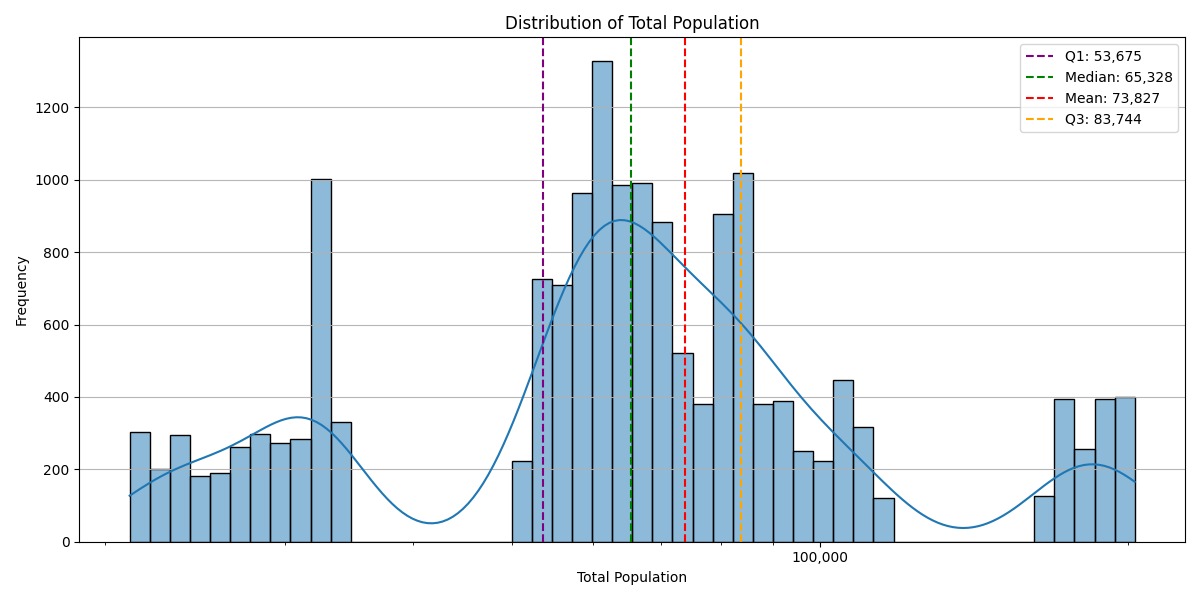 Distribution of Total Population
Q1: 53,675
Median: 65,328
Mean: 73,827
Q3: 83,744
Frequency
1200
1000
800
600
400
200
0
100,000
Total Population